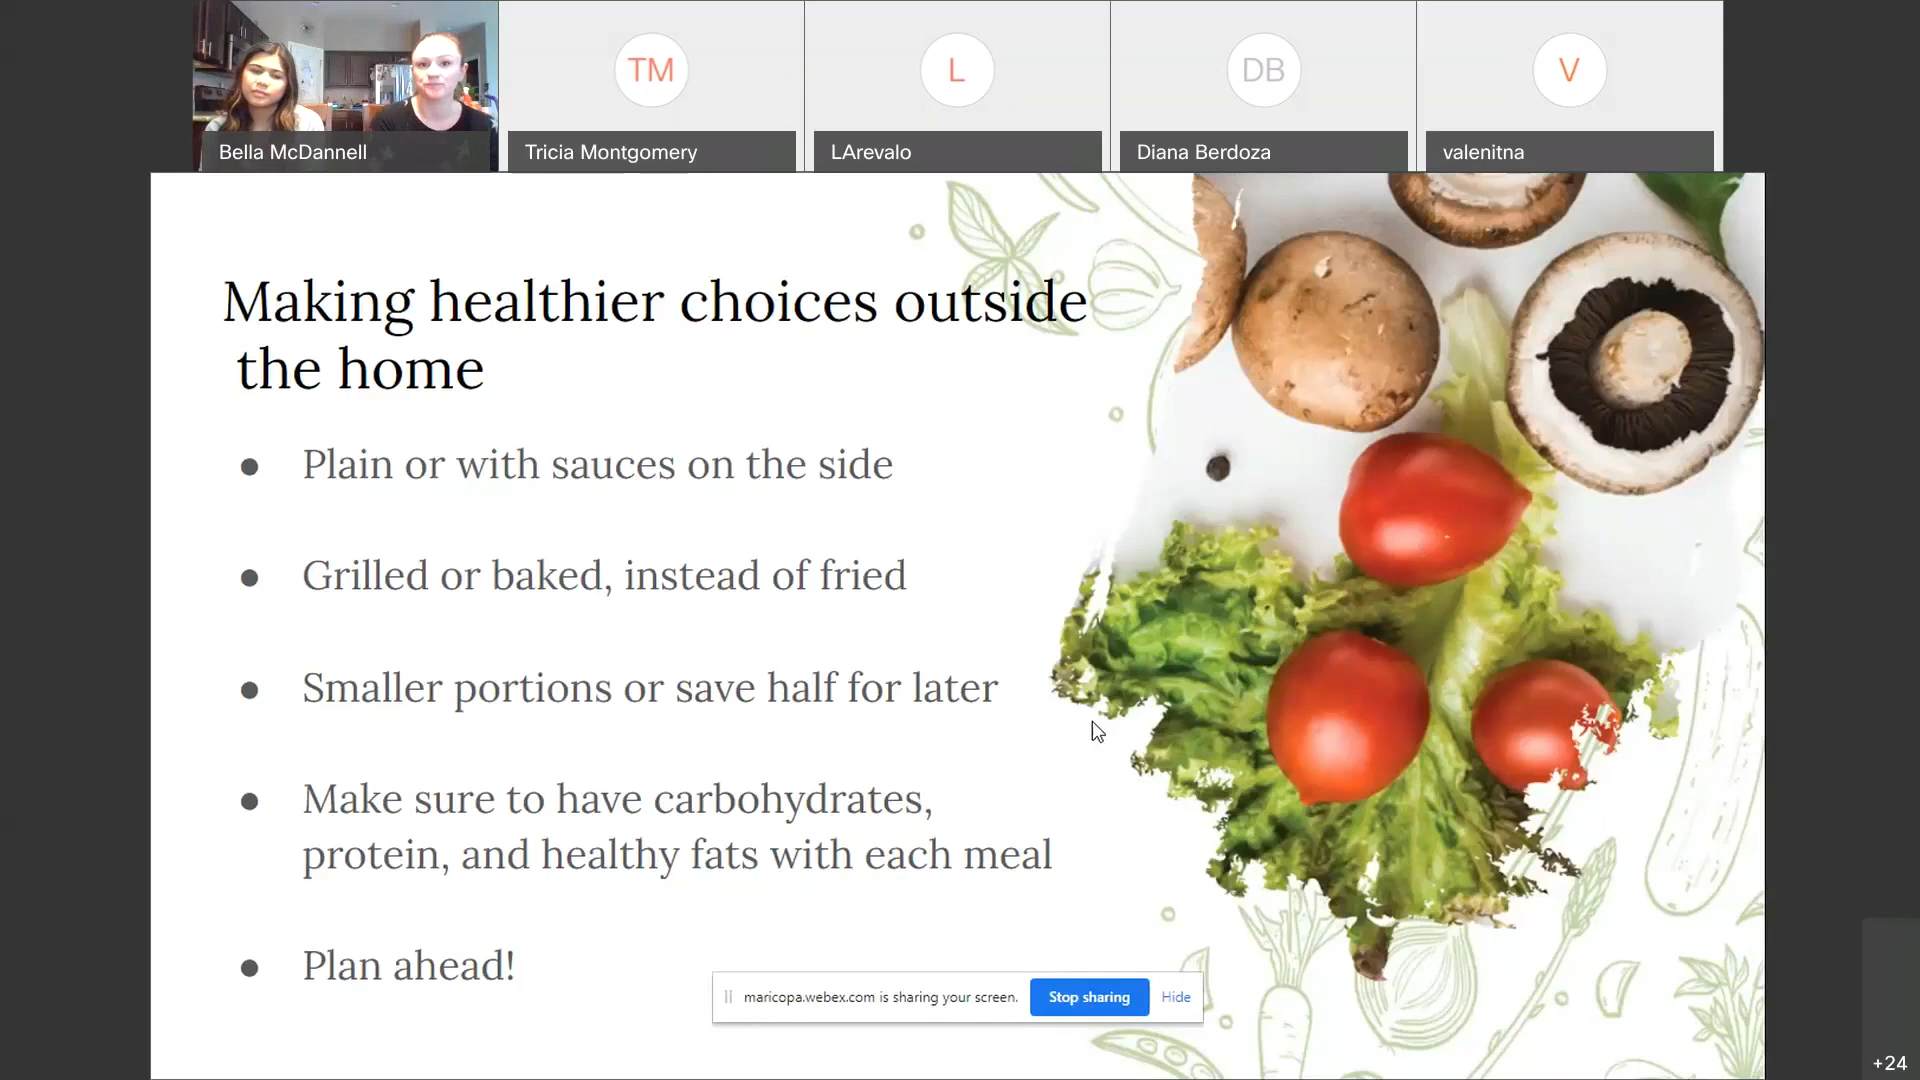 TM
L
DB
V
Bella McDannell
Tricia Montgomery
LArevalo
Diana Berdoza
valenitna
Making healthier choices outside
the home
● Plain or with sauces on the side
● Grilled or baked, instead of fried
● Smaller portions or save half for later
● Make sure to have carbohydrates,
protein, and healthy fats with each meal
● Plan ahead!
maricopa.webex.com is sharing your screen. Stop sharing Hide
+24